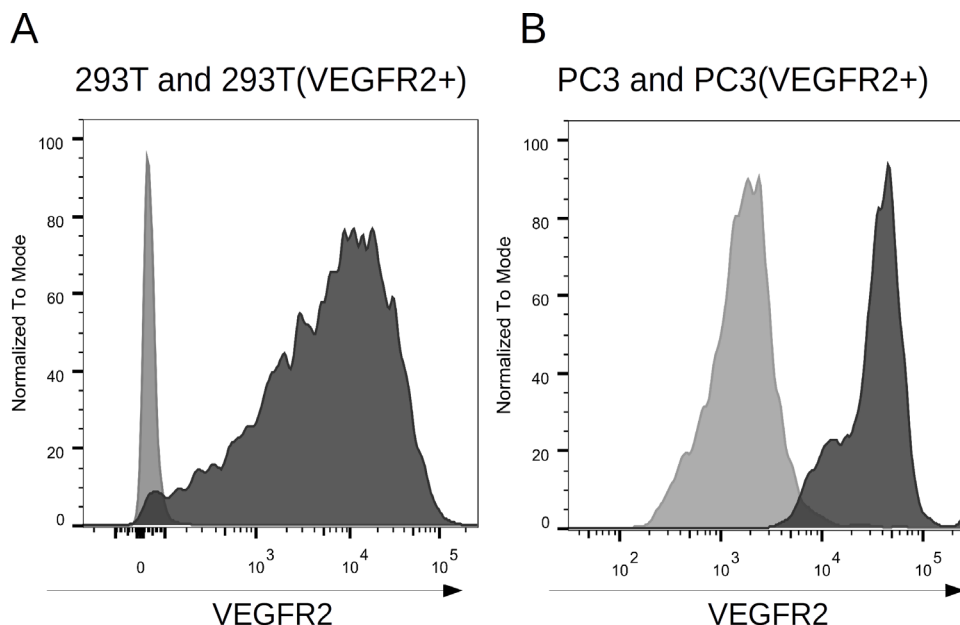 A
293T and 293T(VEGFR2+)
Normalized To Mode
100
80
60
40
20
0
0
10^3
10^4
10^5
VEGFR2
B
PC3 and PC3(VEGFR2+)
Normalized To Mode
100
80
60
40
20
0
10^2
10^3
10^4
10^5
VEGFR2